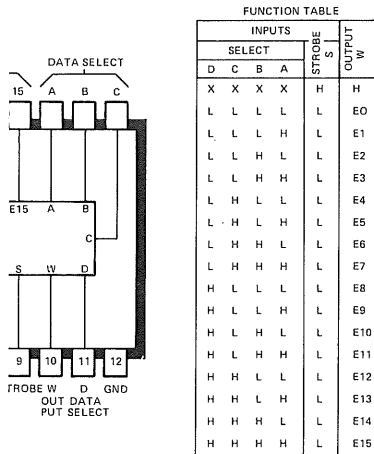 DATA SELECT
15 A B C
E15 A B
C
S W D
9 10 11 12
TROBE W D GND
OUT DATA
PUT SELECT
FUNCTION TABLE
INPUTS
SELECT
STROBE S
OUTPUT W
D C B A
X X X X H H
L L L L L E0
L L L H L E1
L L H L L E2
L L H H L E3
L H L L L E4
L H L H L E5
L H H L L E6
L H H H L E7
H L L L L E8
H L L H L E9
H L H L L E10
H L H H L E11
H H L L L E12
H H L H L E13
H H H L L E14
H H H H L E15